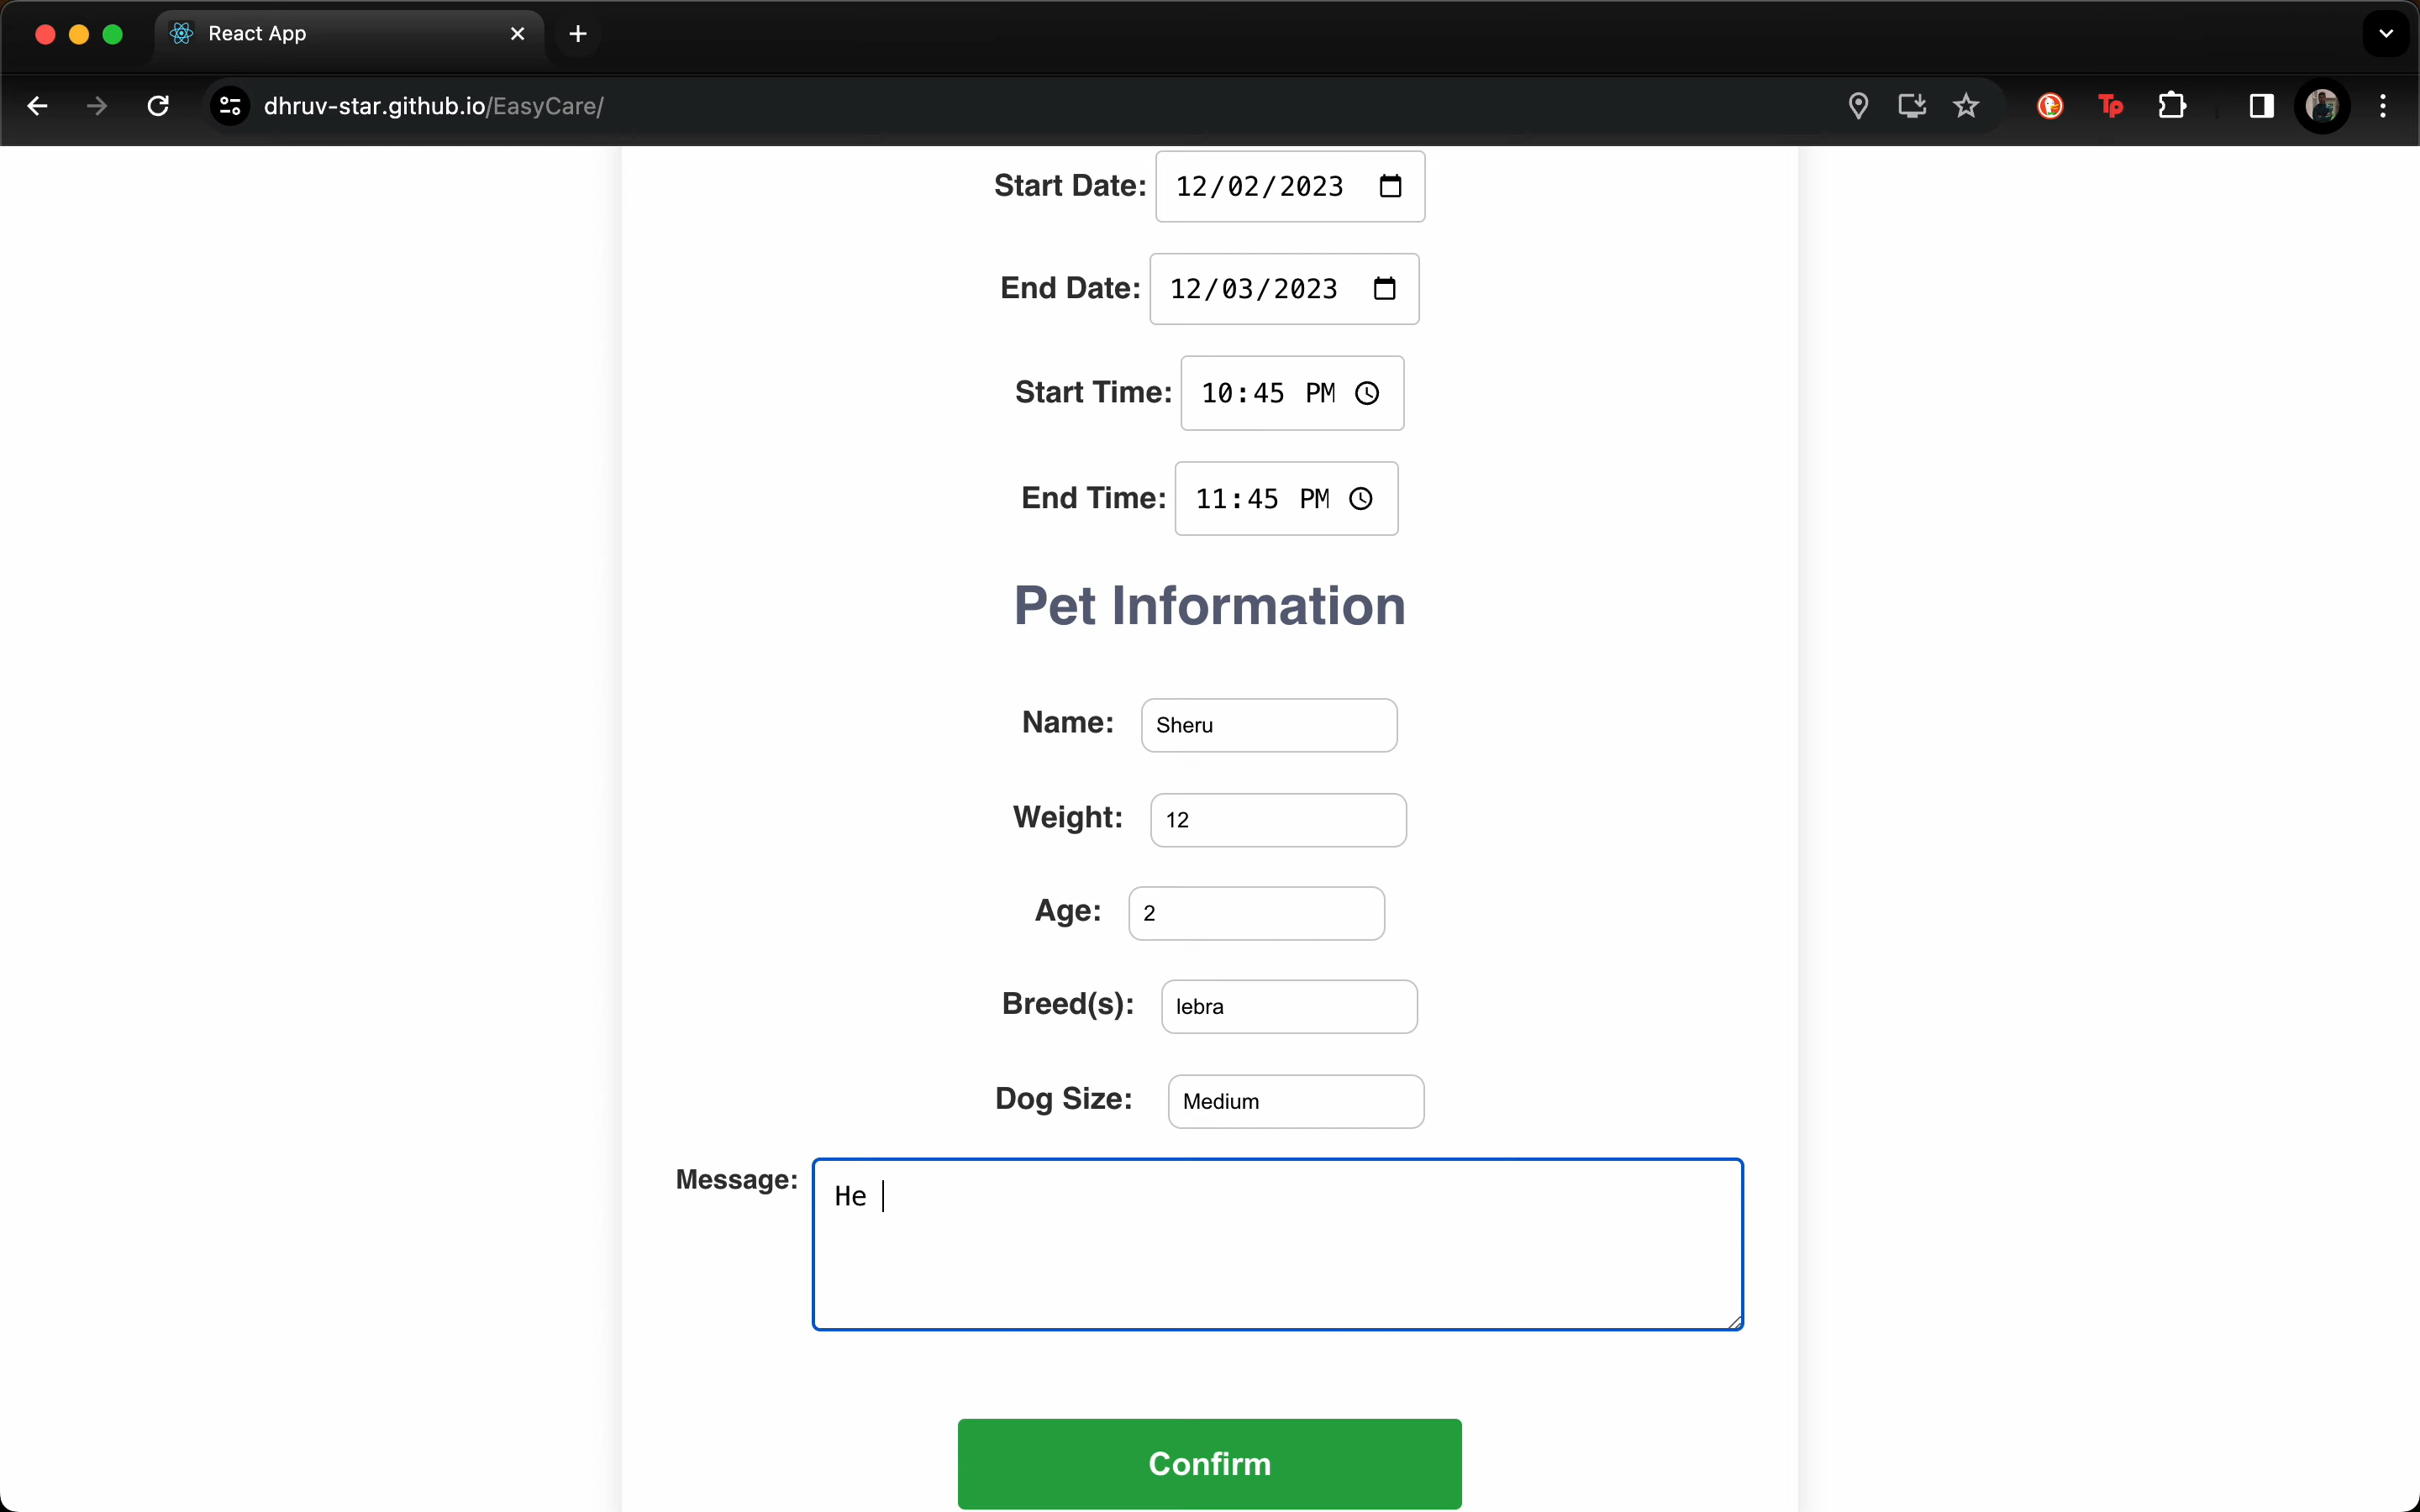 React App
dhruv-star.github.io/EasyCare/
Tp
Start Date: 12/02/2023
End Date: 12/03/2023
Start Time: 10:45 PM
End Time: 11:45 PM
Pet Information
Name: Sheru
Weight: 12
Age: 2
Breed(s): lebra
Dog Size: Medium
Message: He
Confirm